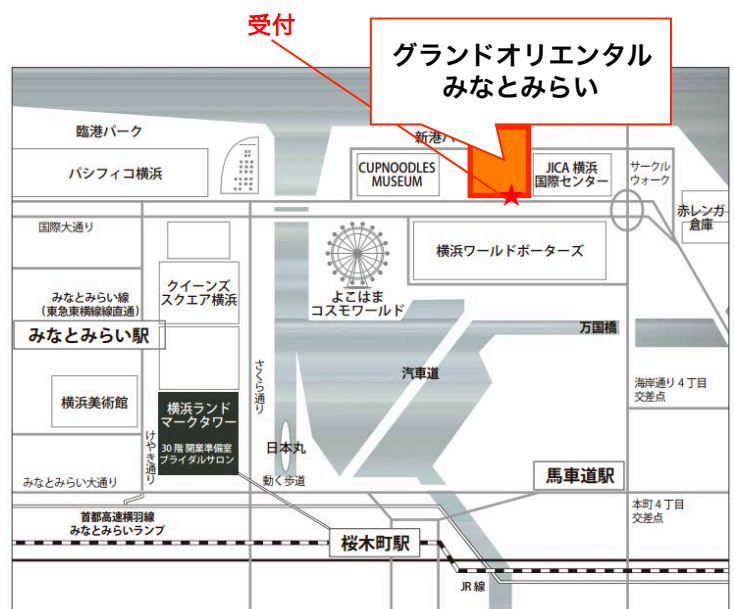 受付
グランドオリエンタル
みなとみらい
臨港パーク
新港パ
パシフィコ横浜
CUPNOODLES
MUSEUM
JICA 横浜
国際センター
サークル
ウォーク
赤レンガ
倉庫
国際大通り
横浜ワールドポーターズ
クイーンズ
スクエア横浜
よこはま
コスモワールド
みなとみらい線
(東急東横線線直通)
みなとみらい駅
万国橋
さくら通り
汽車道
海岸通り 4 丁目
交差点
横浜美術館
横浜ランド
マークタワー
30 階 開業準備室
ブライダルサロン
けやき通り
日本丸
動く歩道
みなとみらい大通り
馬車道駅
本町 4 丁目
交差点
首都高速横羽線
みなとみらいランプ
桜木町駅
JR 線